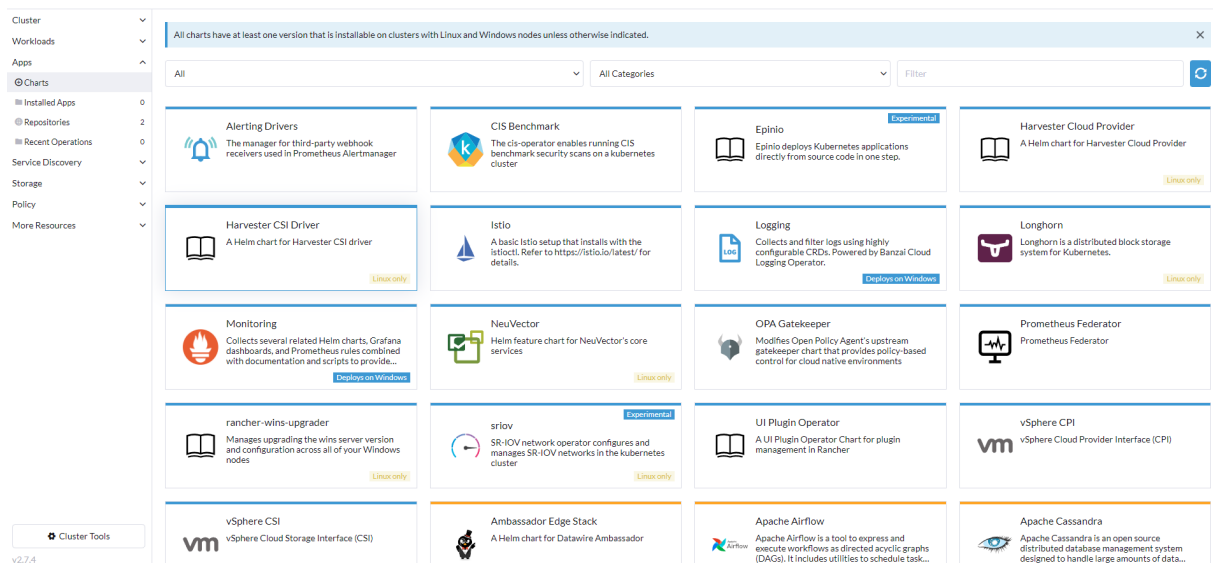 Cluster
Workloads
Apps
Charts
Installed Apps 0
Repositories 2
Recent Operations 0
Service Discovery
Storage
Policy
More Resources
Cluster Tools
v2.7.4
All charts have at least one version that is installable on clusters with Linux and Windows nodes unless otherwise indicated.
All
All Categories
Filter
Alerting Drivers
The manager for third-party webhook
receivers used in Prometheus Alertmanager
CIS Benchmark
The cis-operator enables running CIS
benchmark security scans on a kubernetes
cluster
Experimental
Epinio
Epinio deploys Kubernetes applications
directly from source code in one step.
Harvester Cloud Provider
A Helm chart for Harvester Cloud Provider
Linux only
Harvester CSI Driver
A Helm chart for Harvester CSI driver
Linux only
Istio
A basic Istio setup that installs with the
istioctl. Refer to https://istio.io/latest/ for
details.
LOG
Logging
Collects and filter logs using highly
configurable CRDs. Powered by Banzai Cloud
Logging Operator.
Deploys on Windows
Longhorn
Longhorn is a distributed block storage
system for Kubernetes.
Linux only
Monitoring
Collects several related Helm charts, Grafana
dashboards, and Prometheus rules combined
with documentation and scripts to provide...
Deploys on Windows
NeuVector
Helm feature chart for NeuVector's core
services
Linux only
OPA Gatekeeper
Modifies Open Policy Agent's upstream
gatekeeper chart that provides policy-based
control for cloud native environments
Prometheus Federator
Prometheus Federator
rancher-wins-upgrader
Manages upgrading the wins server version
and configuration across all of your Windows
nodes
Linux only
Experimental
sriov
SR-IOV network operator configures and
manages SR-IOV networks in the kubernetes
cluster
Linux only
UI Plugin Operator
A UI Plugin Operator Chart for plugin
management in Rancher
vm
vSphere CPI
vSphere Cloud Provider Interface (CPI)
vm
vSphere CSI
vSphere Cloud Storage Interface (CSI)
Ambassador Edge Stack
A Helm chart for Datawire Ambassador
Airflow
Apache Airflow
Apache Airflow is a tool to express and
execute workflows as directed acyclic graphs
(DAGs). It includes utilities to schedule task...
Apache Cassandra
Apache Cassandra is an open source
distributed database management system
designed to handle large amounts of data...